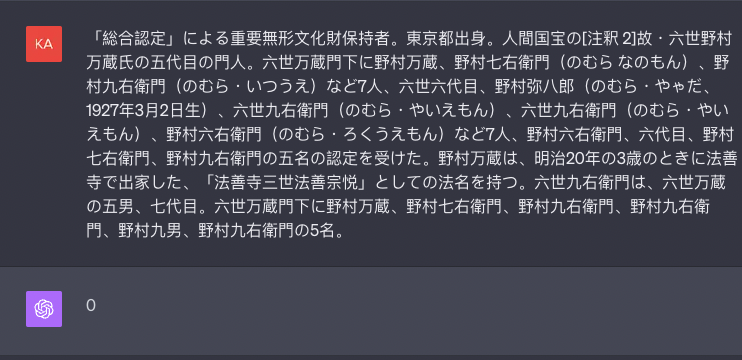 KA
「総合認定」による重要無形文化財保持者。東京都出身。人間国宝の[注釈 2]故・六世野村
万蔵氏の五代目の門人。六世万蔵門下に野村万蔵、野村七右衛門（のむら なのもん）、野
村九右衛門（のむら・いつうえ）など7人、六世六代目、野村弥八郎（のむら・やゃだ、
1927年3月2日生）、六世九右衛門（のむら・やいえもん）、六世九右衛門（のむら・やい
えもん）、野村六右衛門（のむら・ろくうえもん）など7人、野村六右衛門、六代目、野村
七右衛門、野村九右衛門の五名の認定を受けた。野村万蔵は、明治20年の3歳のときに法善
寺で出家した、「法善寺三世法善宗悦」としての法名を持つ。六世九右衛門は、六世万蔵
の五男、七代目。六世万蔵門下に野村万蔵、野村七右衛門、野村九右衛門、野村九右衛
門、野村九男、野村九右衛門の5名。
0